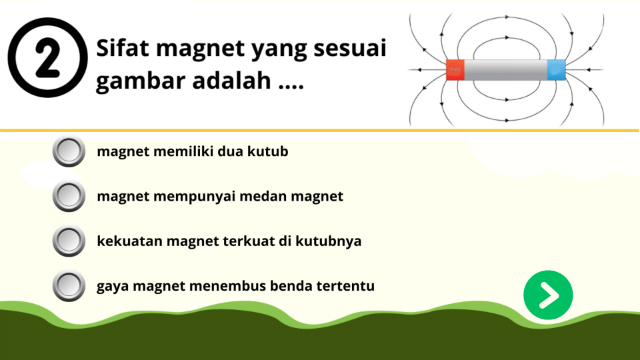 2
Sifat magnet yang sesuai
gambar adalah ....
magnet memiliki dua kutub
magnet mempunyai medan magnet
kekuatan magnet terkuat di kutubnya
gaya magnet menembus benda tertentu